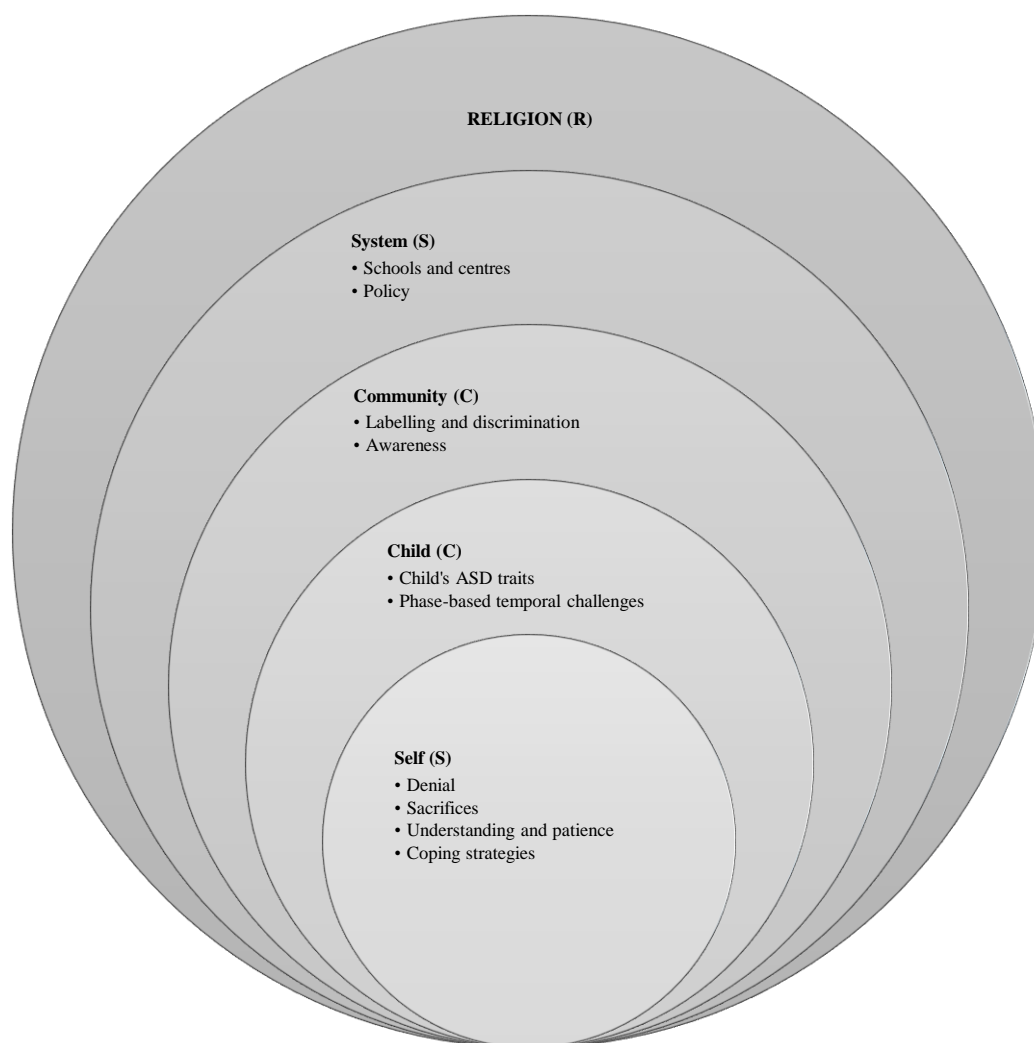 RELIGION (R)
System (S)
• Schools and centres
• Policy
Community (C)
• Labelling and discrimination
• Awareness
Child (C)
• Child's ASD traits
• Phase-based temporal challenges
Self (S)
• Denial
• Sacrifices
• Understanding and patience
• Coping strategies